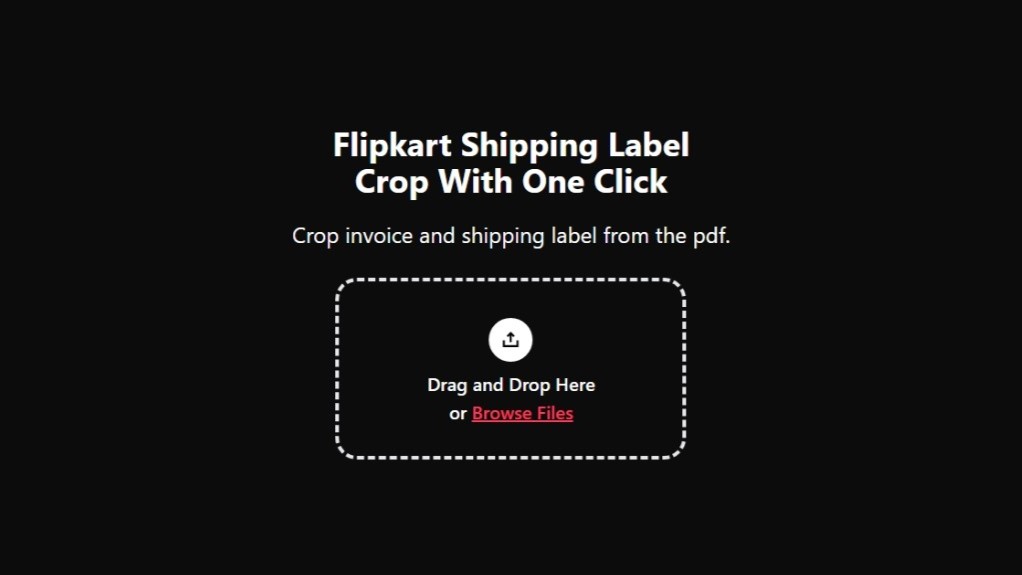 Flipkart Shipping Label
Crop With One Click
Crop invoice and shipping label from the pdf.
Drag and Drop Here
or Browse Files